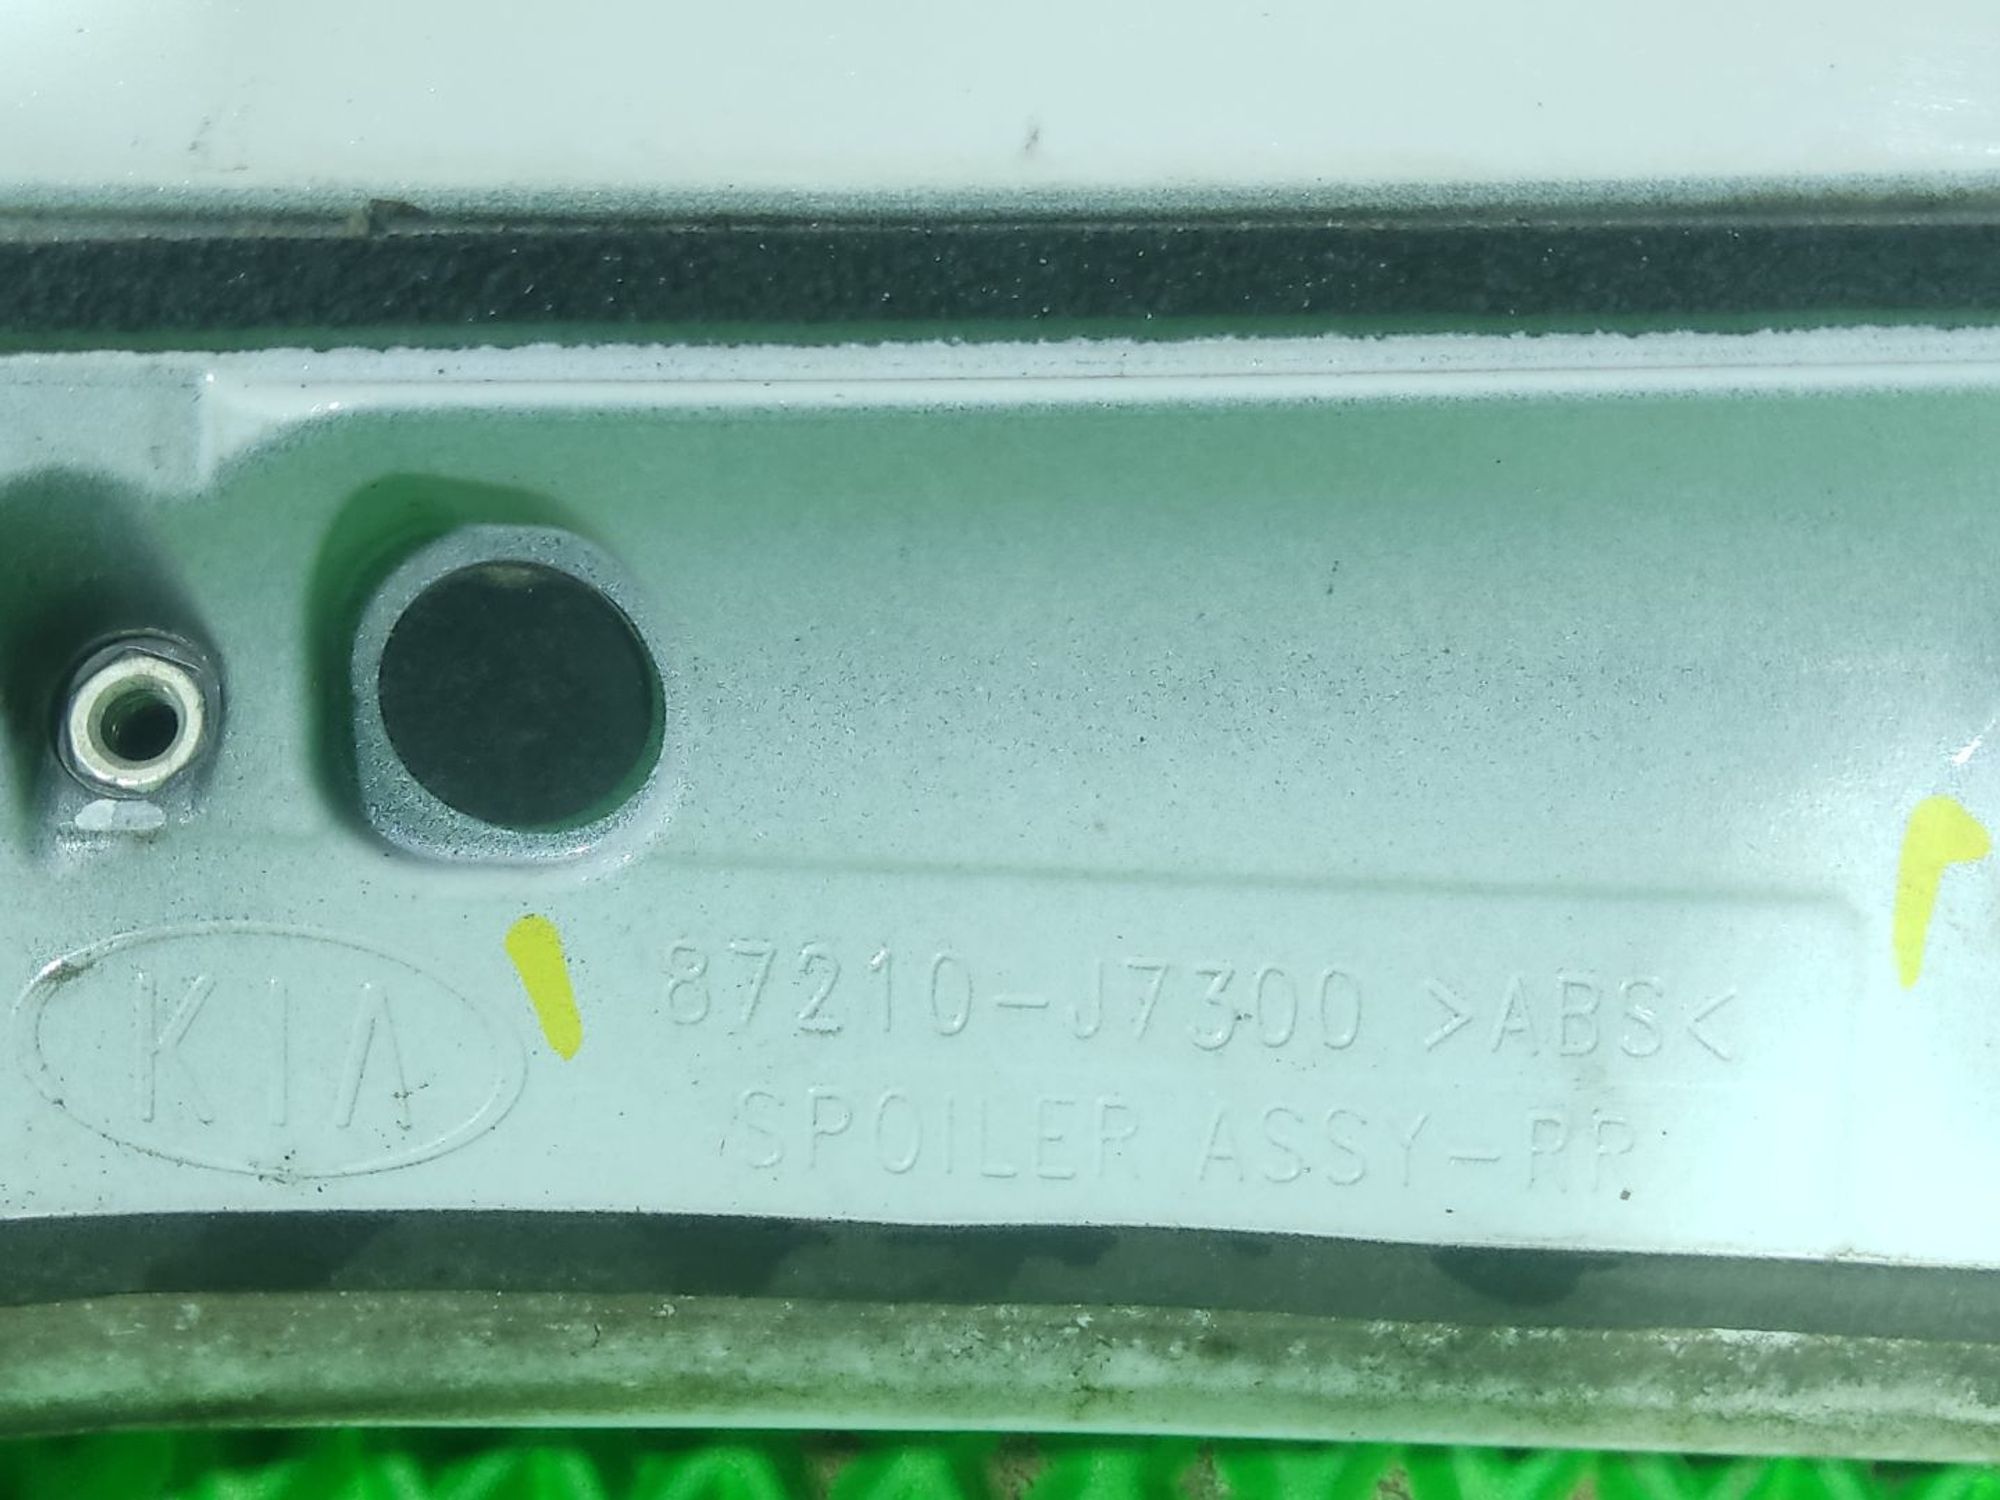 KIA
87210-J7300 >ABS<
SPOILER ASSY-RR